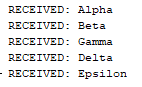 RECEIVED: Alpha
RECEIVED: Beta
RECEIVED: Gamma
RECEIVED: Delta
RECEIVED: Epsilon